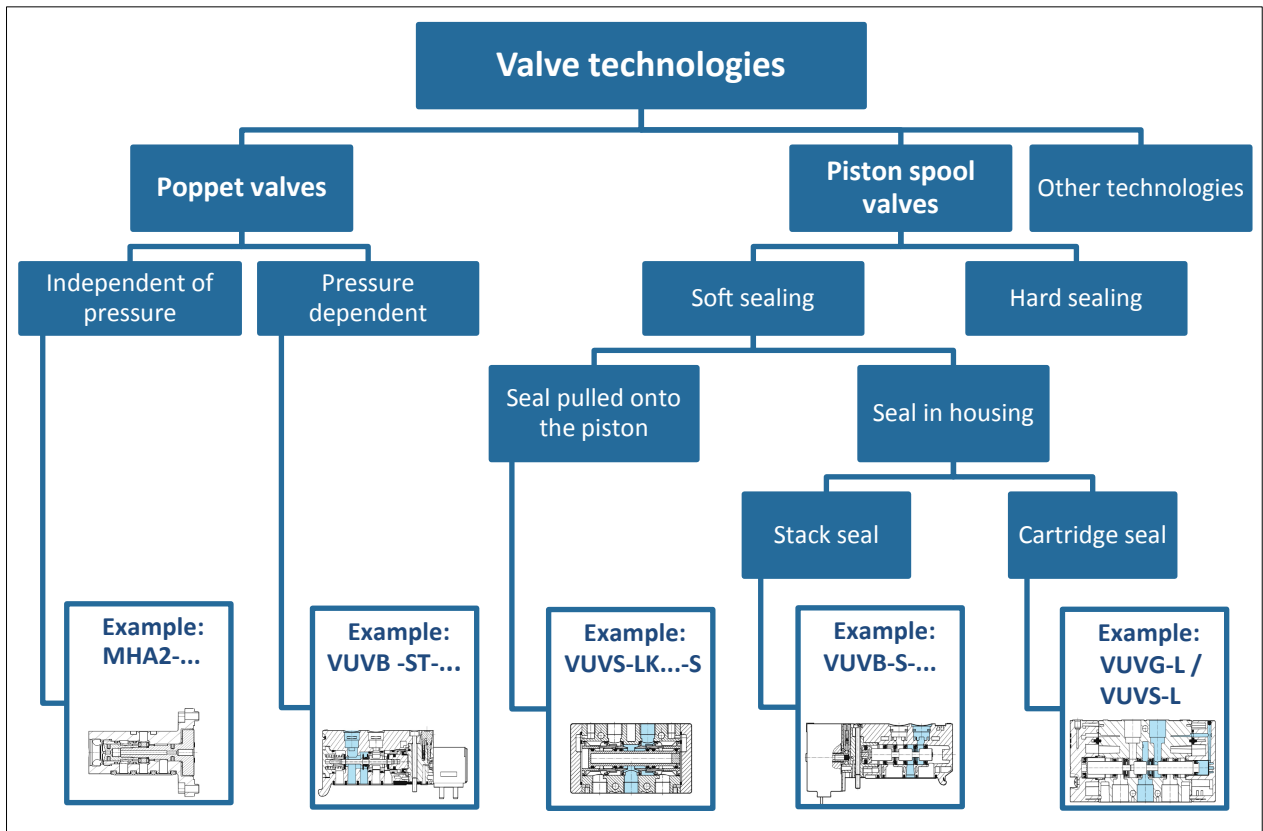 Valve technologies
Poppet valves
Piston spool
valves
Other technologies
Independent of
pressure
Pressure
dependent
Soft sealing
Hard sealing
Seal pulled onto
the piston
Seal in housing
Stack seal
Cartridge seal
Example:
MHA2-...
Example:
VUVB -ST-...
Example:
VUVS-LK...-S
Example:
VUVB-S-...
Example:
VUVG-L /
VUVS-L